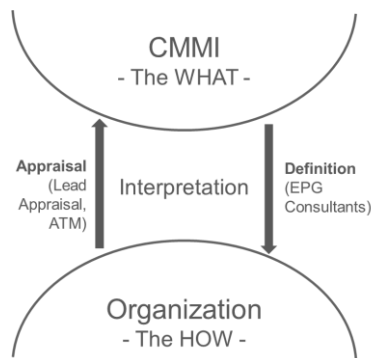 CMMI
- The WHAT -
Appraisal
(Lead
Appraisal,
ATM)
Interpretation
Definition
(EPG
Consultants)
Organization
- The HOW -